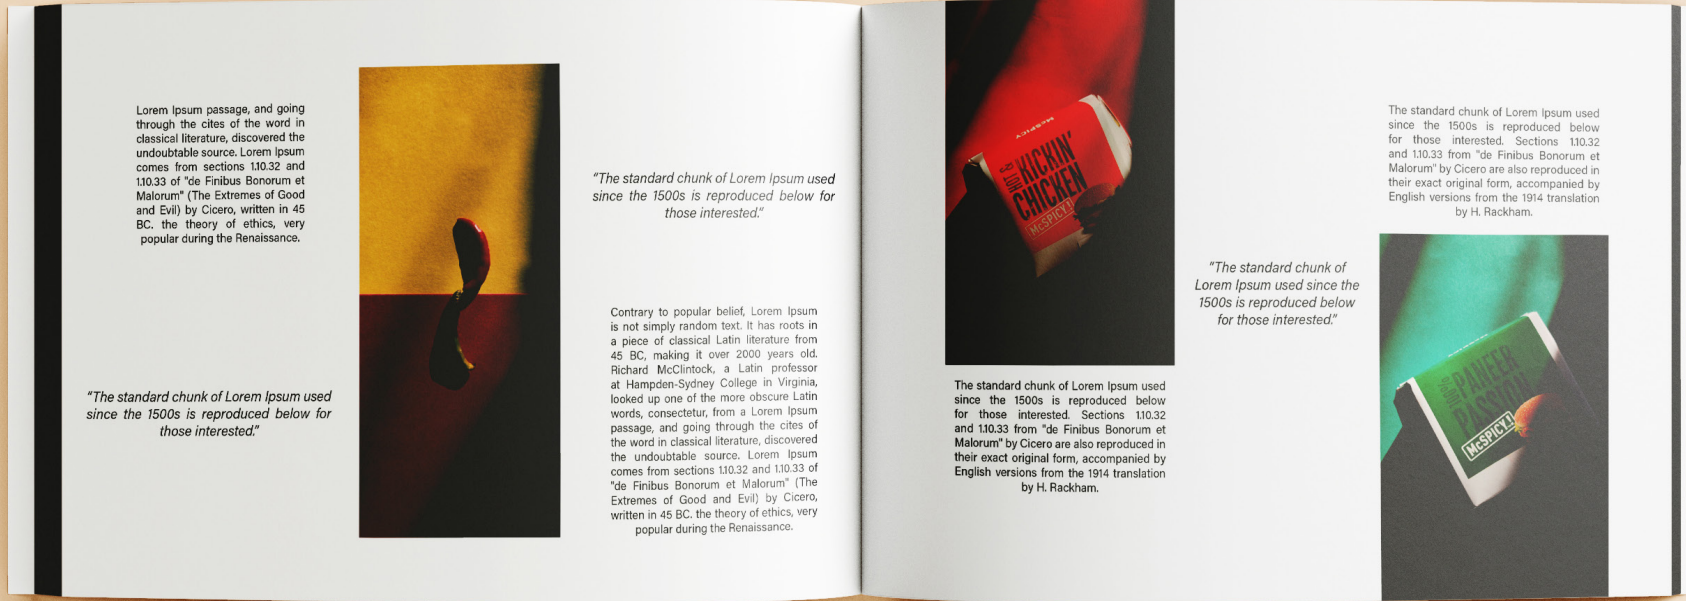 Lorem Ipsum passage, and going
through the cites of the word in
classical literature, discovered the
undoubtable source. Lorem Ipsum
comes from sections 1.10.32 and
1.10.33 of "de Finibus Bonorum et
Malorum" (The Extremes of Good
and Evil) by Cicero, written in 45
BC. the theory of ethics, very
popular during the Renaissance.
"The standard chunk of Lorem Ipsum used
since the 1500s is reproduced below for
those interested."
"The standard chunk of Lorem Ipsum used
since the 1500s is reproduced below for
those interested."
Contrary to popular belief, Lorem Ipsum
is not simply random text. It has roots in
a piece of classical Latin literature from
45 BC, making it over 2000 years old.
Richard McClintock, a Latin professor
at Hampden-Sydney College in Virginia,
looked up one of the more obscure Latin
words, consectetur, from a Lorem Ipsum
passage, and going through the cites of
the word in classical literature, discovered
the undoubtable source. Lorem Ipsum
comes from sections 1.10.32 and 1.10.33 of
"de Finibus Bonorum et Malorum" (The
Extremes of Good and Evil) by Cicero,
written in 45 BC. the theory of ethics, very
popular during the Renaissance.
McSPICY
HOT &
KICKIN'
CHICKEN
McSPICY!
The standard chunk of Lorem Ipsum used
since the 1500s is reproduced below
for those interested. Sections 1.10.32
and 1.10.33 from "de Finibus Bonorum et
Malorum" by Cicero are also reproduced in
their exact original form, accompanied by
English versions from the 1914 translation
by H. Rackham.
"The standard chunk of
Lorem Ipsum used since the
1500s is reproduced below
for those interested."
The standard chunk of Lorem Ipsum used
since the 1500s is reproduced below
for those interested. Sections 1.10.32
and 1.10.33 from "de Finibus Bonorum et
Malorum" by Cicero are also reproduced in
their exact original form, accompanied by
English versions from the 1914 translation
by H. Rackham.
100%
PANEER
PASSION
McSPICY!